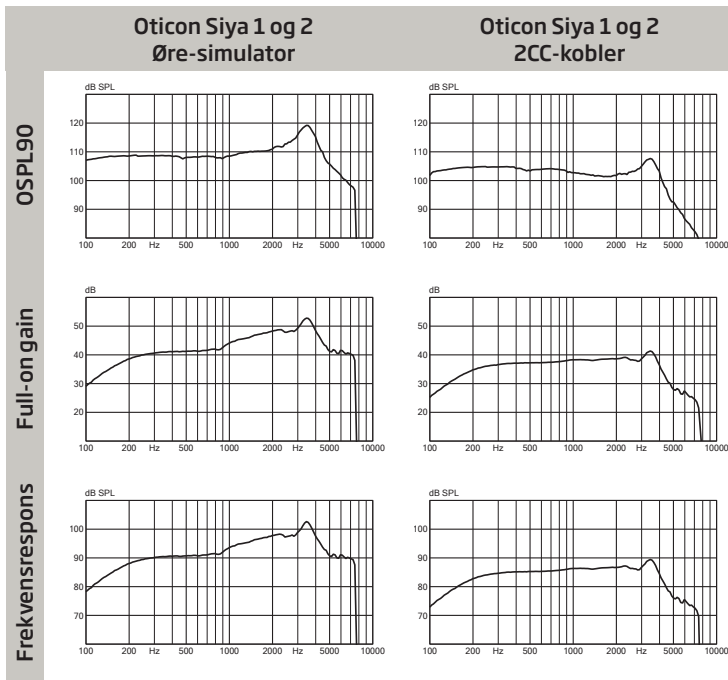 Oticon Siya 1 og 2
Øre-simulator
Oticon Siya 1 og 2
2CC-kobler
OSPL90
dB SPL
120
110
100
90
100 200 Hz 500 1000 2000 Hz 5000 10000
dB SPL
120
110
100
90
100 200 Hz 500 1000 2000 Hz 5000 10000
Full-on gain
dB
50
40
30
20
100 200 Hz 500 1000 2000 Hz 5000 10000
dB
50
40
30
20
100 200 Hz 500 1000 2000 Hz 5000 10000
Frekvensrespons
dB SPL
100
90
80
70
100 200 Hz 500 1000 2000 Hz 5000 10000
dB SPL
100
90
80
70
100 200 Hz 500 1000 2000 Hz 5000 10000